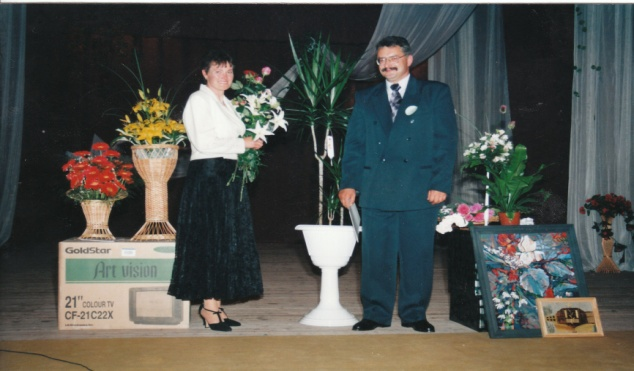 GoldStar
Art vision
21" COLOUR TV
CF-21C22X